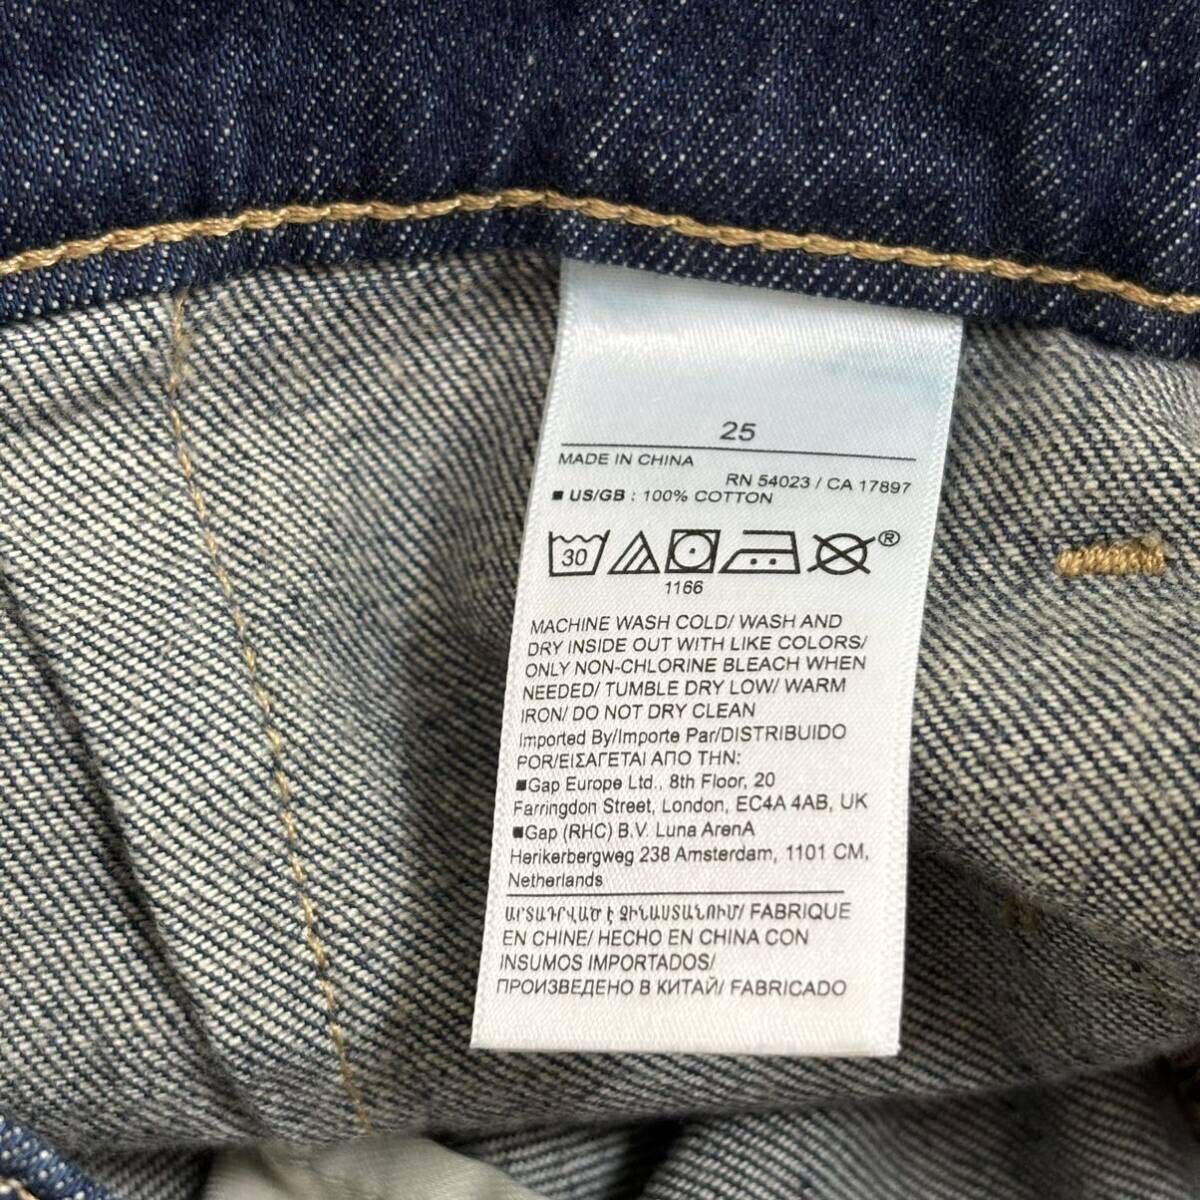 25
MADE IN CHINA
RN 54023 / CA 17897
■ US/GB : 100% COTTON
30
®
1166
MACHINE WASH COLD/ WASH AND
DRY INSIDE OUT WITH LIKE COLORS/
ONLY NON-CHLORINE BLEACH WHEN
NEEDED/ TUMBLE DRY LOW/ WARM
IRON/ DO NOT DRY CLEAN
Imported By/Importe Par/DISTRIBUIDO
POR/ΕΙΣΑΓΕΤΑΙ ΑΠΟ ΤΗΝ:
■Gap Europe Ltd., 8th Floor, 20
Farringdon Street, London, EC4A 4AB, UK
■Gap (RHC) B.V. Luna ArenA
Herikerbergweg 238 Amsterdam, 1101 CM,
Netherlands
ԱՐՏԱԴՐՎԱԾ Է ՉԻՆԱՍՏԱՆՈՒՄ/ FABRIQUE
EN CHINE/ HECHO EN CHINA CON
INSUMOS IMPORTADOS/
ПРОИЗВЕДЕНО В КИТАЙ/ FABRICADO